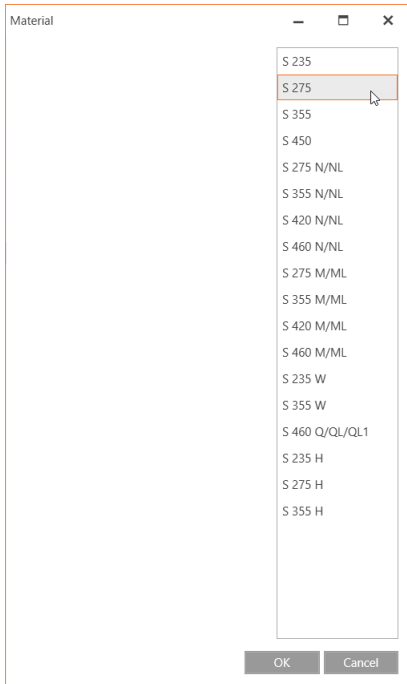 Material
S 235
S 275
S 355
S 450
S 275 N/NL
S 355 N/NL
S 420 N/NL
S 460 N/NL
S 275 M/ML
S 355 M/ML
S 420 M/ML
S 460 M/ML
S 235 W
S 355 W
S 460 Q/QL/QL1
S 235 H
S 275 H
S 355 H
OK Cancel